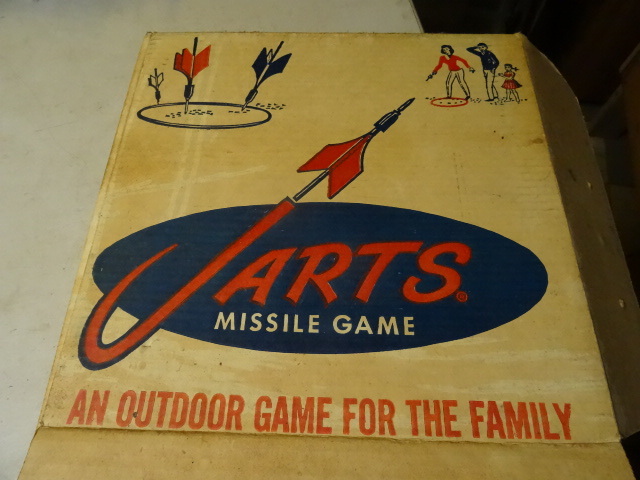 JARTS®
MISSILE GAME
AN OUTDOOR GAME FOR THE FAMILY